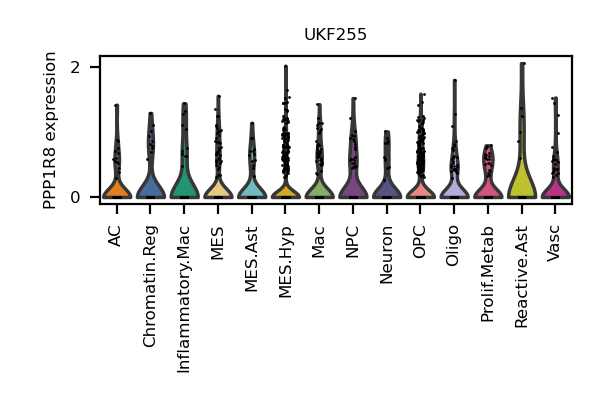 UKF255
PPP1R8 expression
2
0
AC
Chromatin.Reg
Inflammatory.Mac
MES
MES.Ast
MES.Hyp
Mac
NPC
Neuron
OPC
Oligo
Prolif.Metab
Reactive.Ast
Vasc